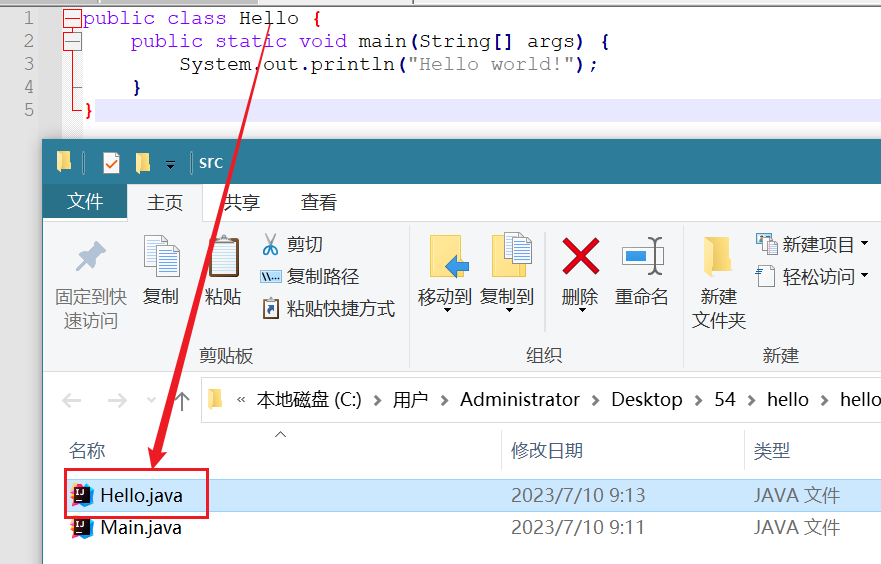 1 public class Hello {
2 public static void main(String[] args) {
3 System.out.println("Hello world!");
4 }
5 }
src
文件 主页 共享 查看
固定到快速访问
复制
粘贴
剪切
复制路径
粘贴快捷方式
剪贴板
移动到 复制到 删除 重命名
组织
新建文件夹
新建项目
轻松访问
新建
« 本地磁盘 (C:) 用户 Administrator Desktop 54 hello hello
名称 修改日期 类型
Hello.java 2023/7/10 9:13 JAVA 文件
Main.java 2023/7/10 9:11 JAVA 文件